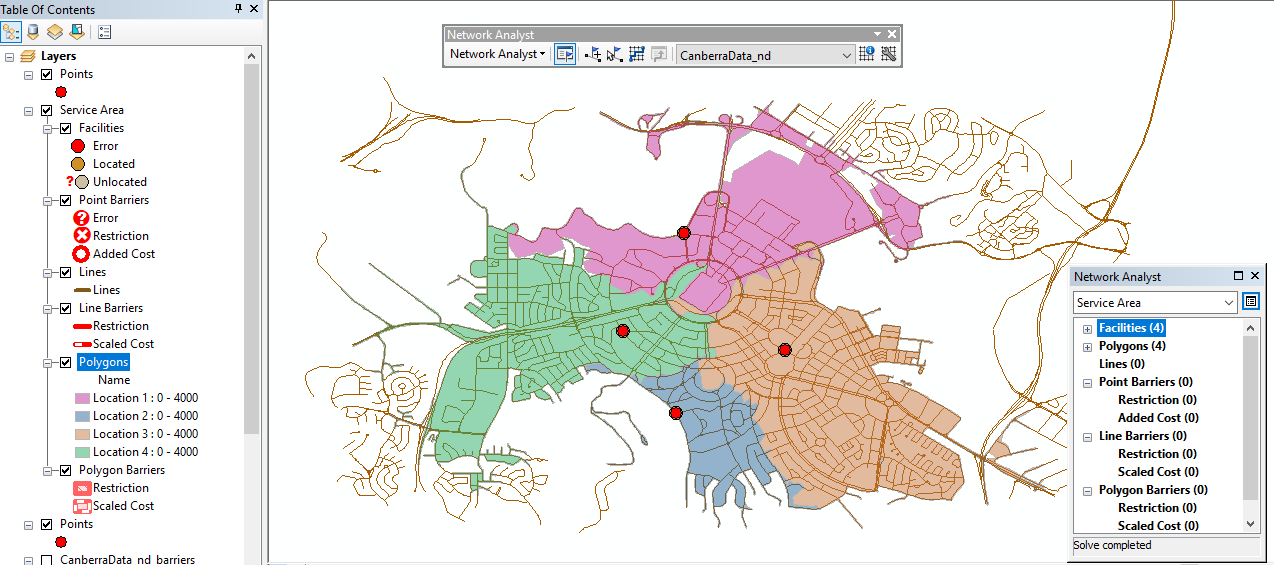 Table Of Contents
Layers
Points
Service Area
Facilities
Error
Located
? Unlocated
Point Barriers
? Error
Restriction
Added Cost
Lines
Lines
Line Barriers
Restriction
Scaled Cost
Polygons
Name
Location 1 : 0 - 4000
Location 2 : 0 - 4000
Location 3 : 0 - 4000
Location 4 : 0 - 4000
Polygon Barriers
Restriction
Scaled Cost
Points
CanberraData_nd_barriers
Network Analyst
Network Analyst CanberraData_nd
Network Analyst
Service Area
Facilities (4)
Polygons (4)
Lines (0)
Point Barriers (0)
Restriction (0)
Added Cost (0)
Line Barriers (0)
Restriction (0)
Scaled Cost (0)
Polygon Barriers (0)
Restriction (0)
Scaled Cost (0)
Solve completed